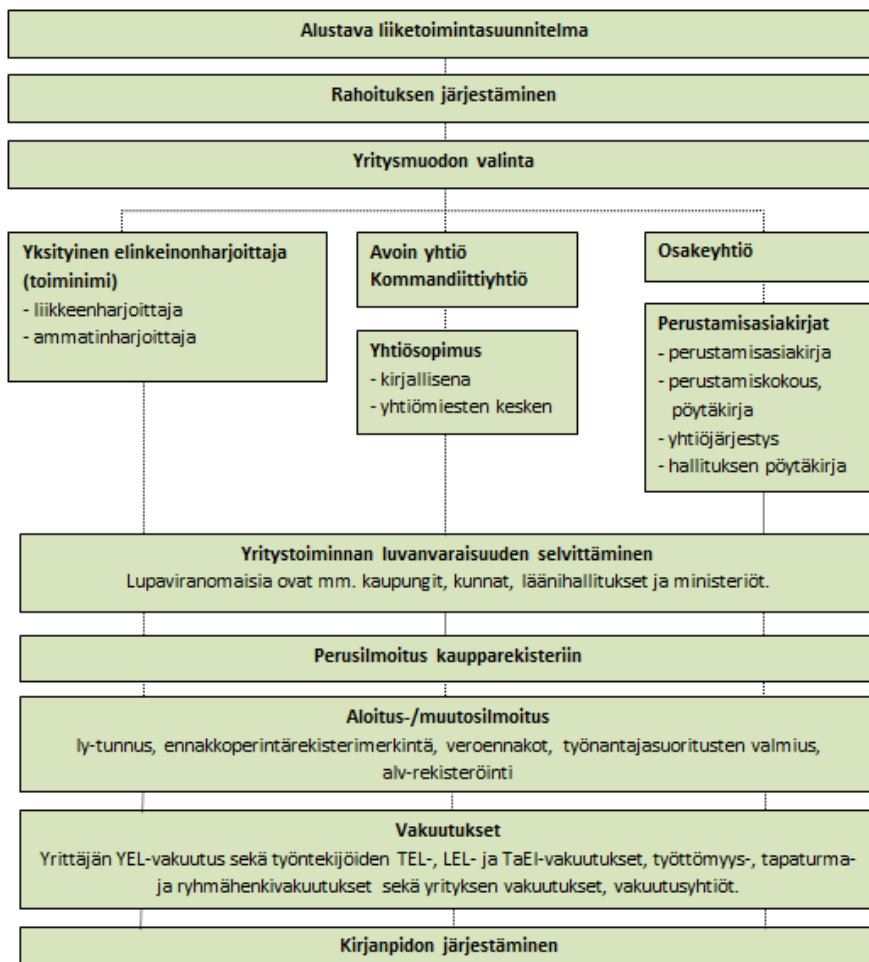 Alustava liiketoimintasuunnitelma
Rahoituksen järjestäminen
Yritysmuodon valinta
Yksityinen elinkeinonharjoittaja
(toiminimi)
- liikkeenharjoittaja
- ammatinharjoittaja
Avoin yhtiö
Kommandiittiyhtiö
Yhtiösopimus
- kirjallisena
- yhtiömiesten kesken
Osakeyhtiö
Perustamisasiakirjat
- perustamisasiakirja
- perustamiskokous,
pöytäkirja
- yhtiöjärjestys
- hallituksen pöytäkirja
Yritystoiminnan luvanvaraisuuden selvittäminen
Lupaviranomaisia ovat mm. kaupungit, kunnat, läänihallitukset ja ministeriöt.
Perusilmoitus kaupparekisteriin
Aloitus-/muutosilmoitus
ly-tunnus, ennakkoperintärekisterimerkintä, veroennakot, työnantajasuoritusten valmius,
alv-rekisteröinti
Vakuutukset
Yrittäjän YEL-vakuutus sekä työntekijöiden TEL-, LEL- ja TaEl-vakuutukset, työttömyys-, tapaturma-
ja ryhmähenkivakuutukset sekä yrityksen vakuutukset, vakuutusyhtiöt.
Kirjanpidon järjestäminen